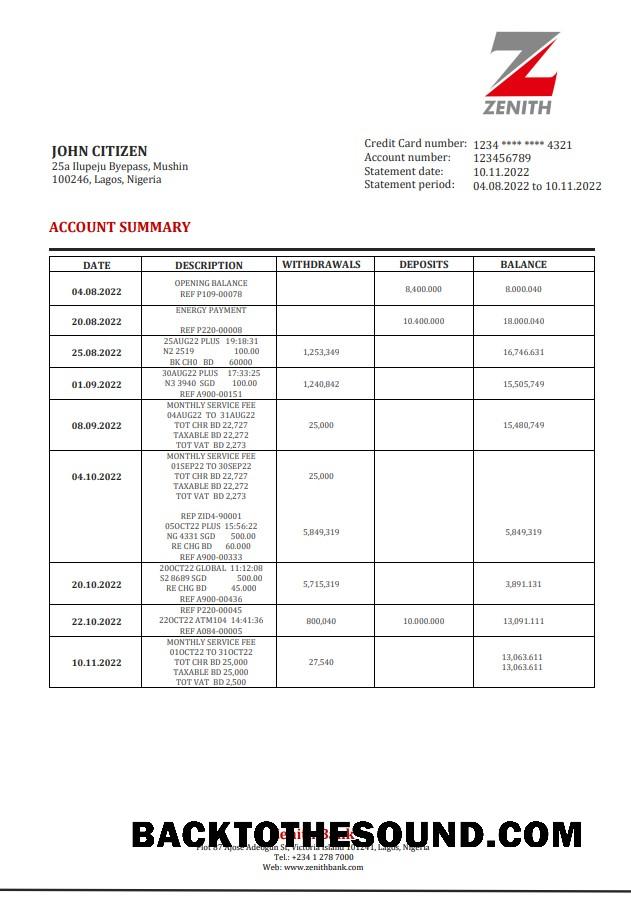 ZENITH
JOHN CITIZEN
25a Ilupeju Byepass, Mushin
100246, Lagos, Nigeria
Credit Card number: 1234 **** **** 4321
Account number: 123456789
Statement date: 10.11.2022
Statement period: 04.08.2022 to 10.11.2022
ACCOUNT SUMMARY
DATE DESCRIPTION WITHDRAWALS DEPOSITS BALANCE
04.08.2022
OPENING BALANCE
REF P109-00078
8,400.000 8.000.040
20.08.2022
ENERGY PAYMENT
REF P220-00008
10.400.000 18.000.040
25.08.2022
25AUG22 PLUS 19:18:31
N2 2519 100.00
BK CH0 BD 60000
1,253,349 16,746.631
01.09.2022
30AUG22 PLUS 17:33:25
N3 3940 SGD 100.00
REF A900-00151
1,240,842 15,505,749
08.09.2022
MONTHLY SERVICE FEE
04AUG22 TO 31AUG22
TOT CHR BD 22,727
TAXABLE BD 22,272
TOT VAT BD 2,273
25,000 15,480,749
04.10.2022
MONTHLY SERVICE FEE
01SEP22 TO 30SEP22
TOT CHR BD 22,727
TAXABLE BD 22,272
TOT VAT BD 2,273
25,000
REP ZID4-90001
05OCT22 PLUS 15:56:22
NG 4331 SGD 500.00
RE CHG BD 60.000
REF A900-00333
5,849,319 5,849,319
20.10.2022
20OCT22 GLOBAL 11:12:08
S2 8689 SGD 500.00
RE CHG BD 45.000
REF A900-00436
5,715,319 3,891.131
22.10.2022
REF P220-00045
22OCT22 ATM104 14:41:36
REF A084-00005
800,040 10.000.000 13,091.111
10.11.2022
MONTHLY SERVICE FEE
01OCT22 TO 31OCT22
TOT CHR BD 25,000
TAXABLE BD 25,000
TOT VAT BD 2,500
27,540
13,063.611
13,063.611
BACKTOTHESOUND.COM
Plot 87 Ajose Adeogun St, Victoria Island 101241, Lagos, Nigeria
Tel.: +234 1 278 7000
Web: www.zenithbank.com